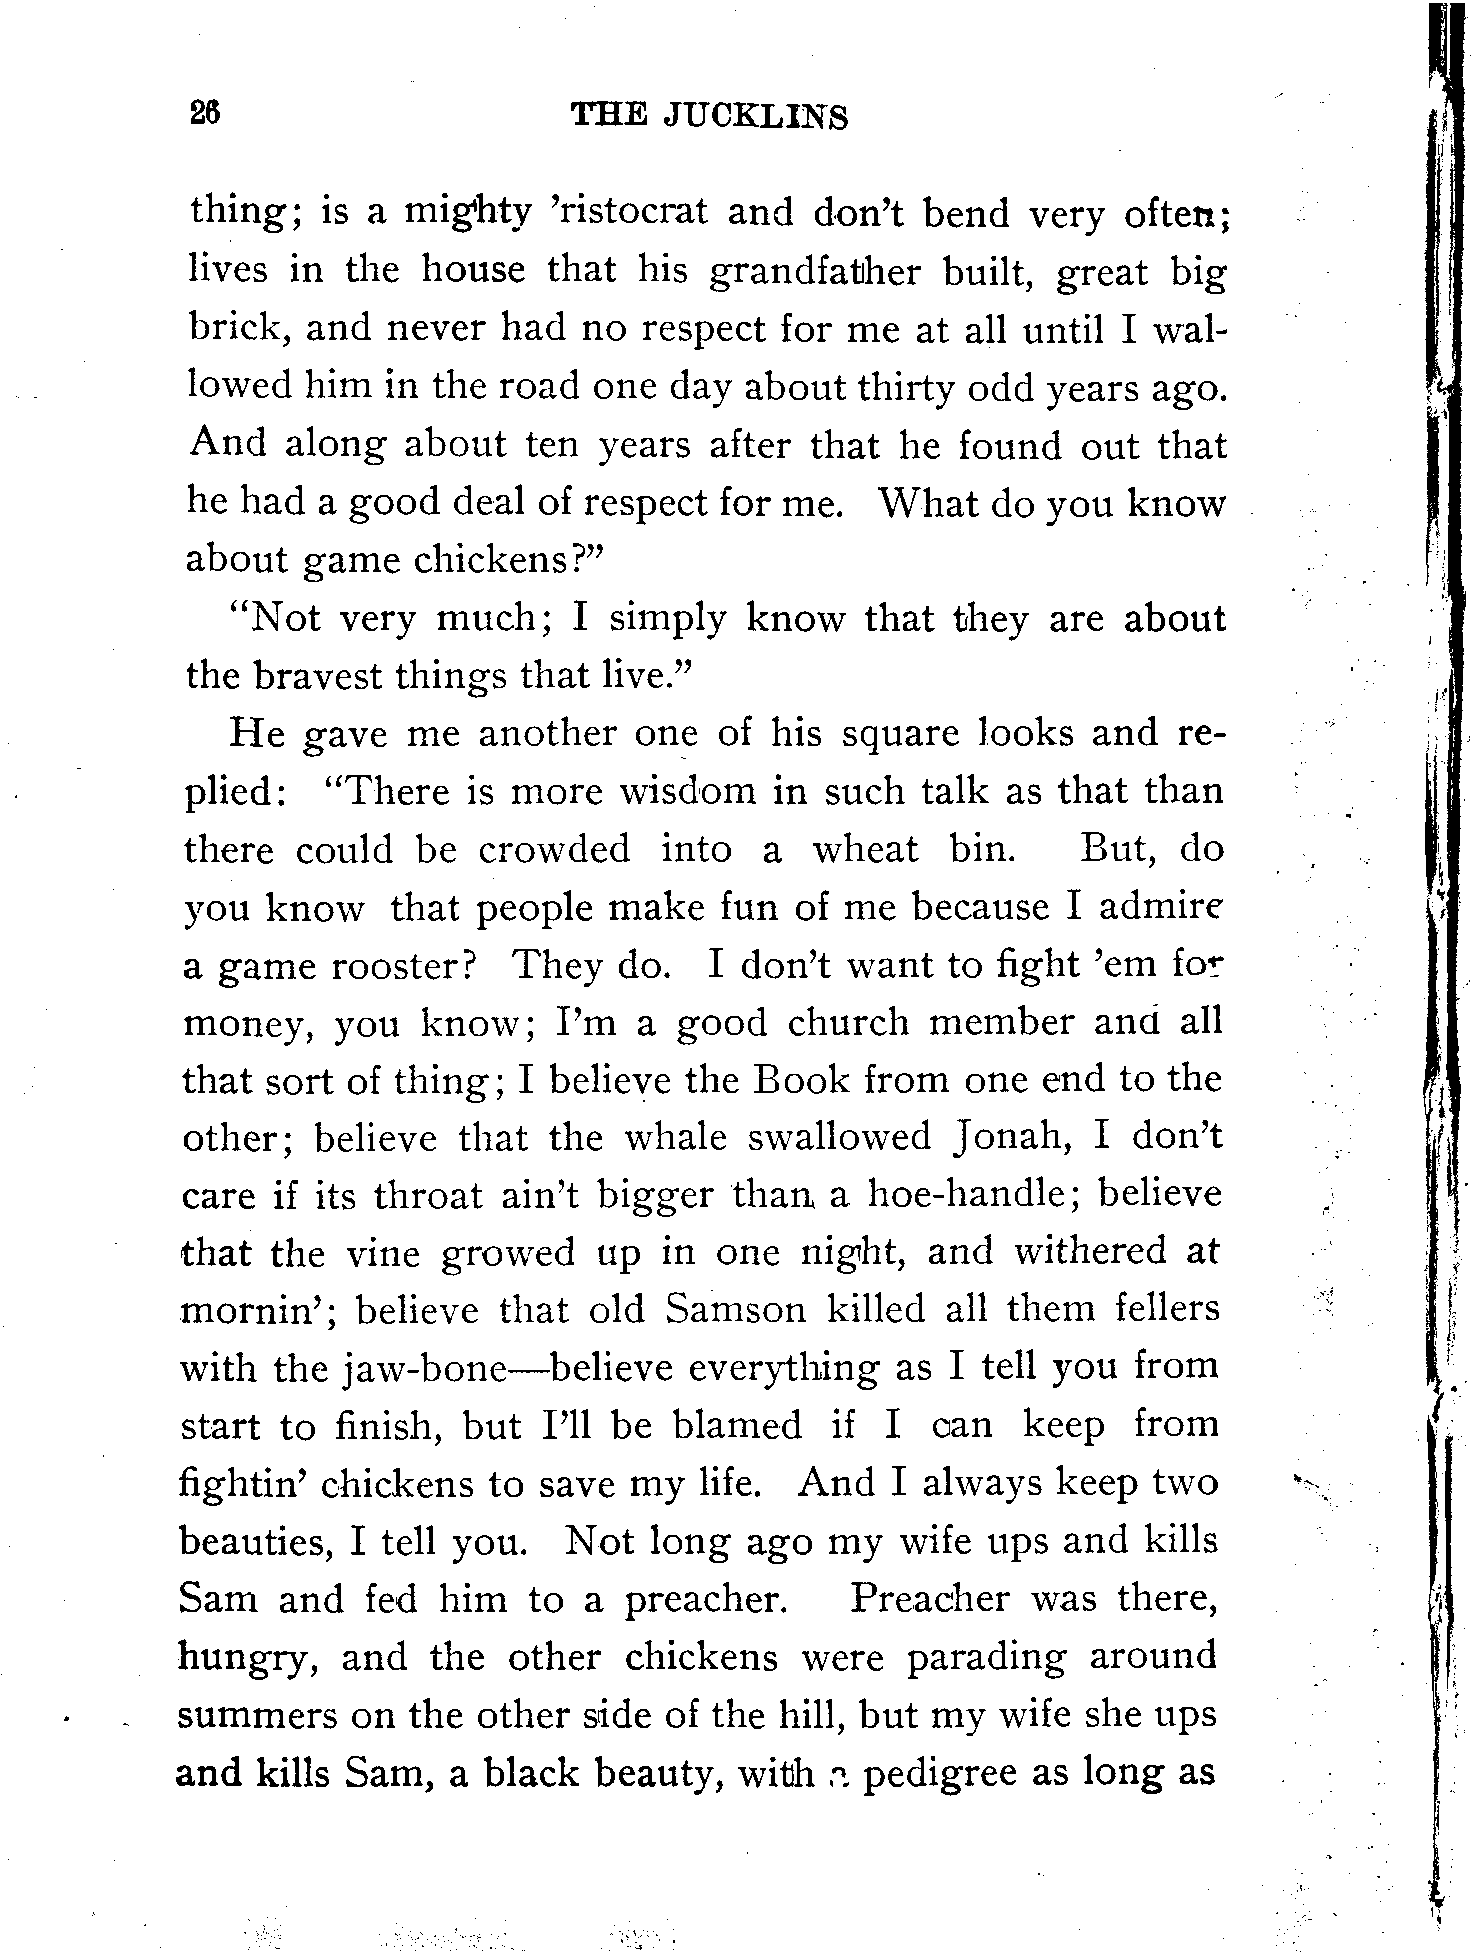 26 THE JUCKLINS
thing; is a mighty 'ristocrat and don't bend very often;
lives in the house that his grandfather built, great big
brick, and never had no respect for me at all until I wal-
lowed him in the road one day about thirty odd years ago.
And along about ten years after that he found out that
he had a good deal of respect for me. What do you know
about game chickens?"
"Not very much; I simply know that they are about
the bravest things that live."
He gave me another one of his square looks and re-
plied: "There is more wisdom in such talk as that than
there could be crowded into a wheat bin. But, do
you know that people make fun of me because I admire
a game rooster? They do. I don't want to fight 'em for
money, you know; I'm a good church member and all
that sort of thing; I believe the Book from one end to the
other; believe that the whale swallowed Jonah, I don't
care if its throat ain't bigger than a hoe-handle; believe
that the vine growed up in one night, and withered at
mornin'; believe that old Samson killed all them fellers
with the jaw-bone—believe everything as I tell you from
start to finish, but I'll be blamed if I can keep from
fightin' chickens to save my life. And I always keep two
beauties, I tell you. Not long ago my wife ups and kills
Sam and fed him to a preacher. Preacher was there,
hungry, and the other chickens were parading around
summers on the other side of the hill, but my wife she ups
and kills Sam, a black beauty, with a pedigree as long as